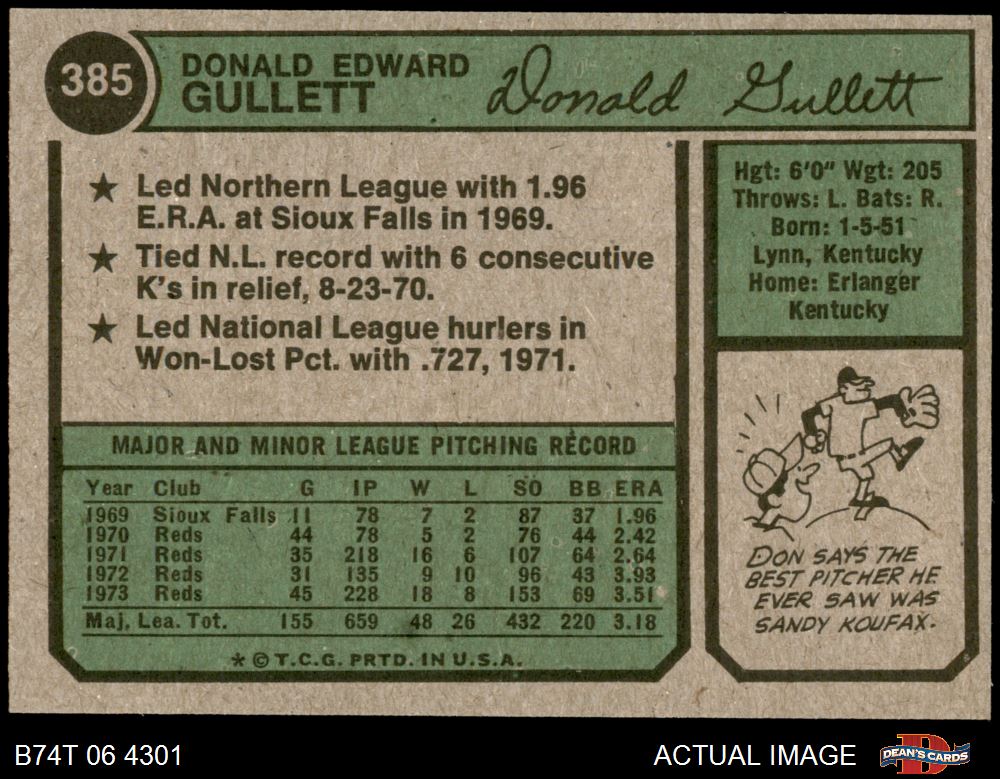 385
DONALD EDWARD
GULLETT
Donald Gullett
★ Led Northern League with 1.96
E.R.A. at Sioux Falls in 1969.
★ Tied N.L. record with 6 consecutive
K's in relief, 8-23-70.
★ Led National League hurlers in
Won-Lost Pct. with .727, 1971.
Hgt: 6'0" Wgt: 205
Throws: L. Bats: R.
Born: 1-5-51
Lynn, Kentucky
Home: Erlanger
Kentucky
MAJOR AND MINOR LEAGUE PITCHING RECORD
Year Club G IP W L SO BB ERA
1969 Sioux Falls 11 78 7 2 87 37 1.96
1970 Reds 44 78 5 2 76 44 2.42
1971 Reds 35 218 16 6 107 64 2.64
1972 Reds 31 135 9 10 96 43 3.93
1973 Reds 45 228 18 8 153 69 3.51
Maj. Lea. Tot. 155 659 48 26 432 220 3.18
* © T.C.G. PRTD. IN U.S.A.
DON SAYS THE
BEST PITCHER HE
EVER SAW WAS
SANDY KOUFAX.
B74T 06 4301
ACTUAL IMAGE
DEAN'S CARDS